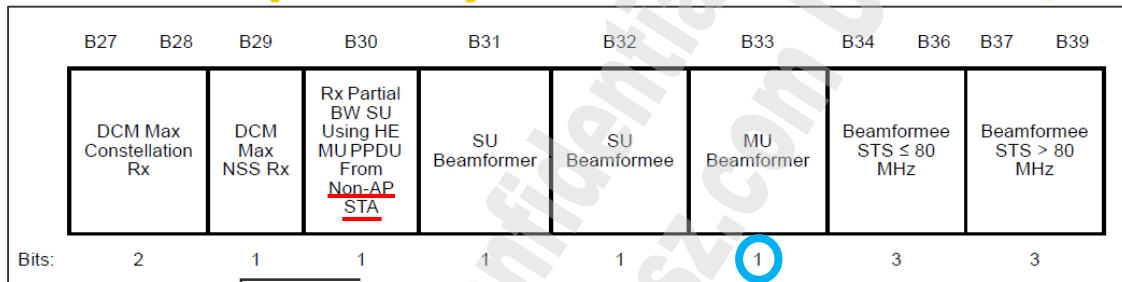 B27 B28 B29 B30 B31 B32 B33 B34 B36 B37 B39
DCM Max
Constellation
Rx
DCM
Max
NSS Rx
Rx Partial
BW SU
Using HE
MU PPDU
From
Non-AP
STA
SU
Beamformer
SU
Beamformee
MU
Beamformer
Beamformee
STS ≤ 80
MHz
Beamformee
STS > 80
MHz
Bits: 2 1 1 1 1 1 3 3